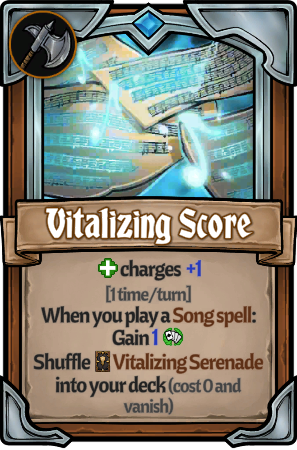 Vitalizing Score
charges +1
[1 time/turn]
When you play a Song spell:
Gain 1
Shuffle Vitalizing Serenade
into your deck (cost 0 and
vanish)